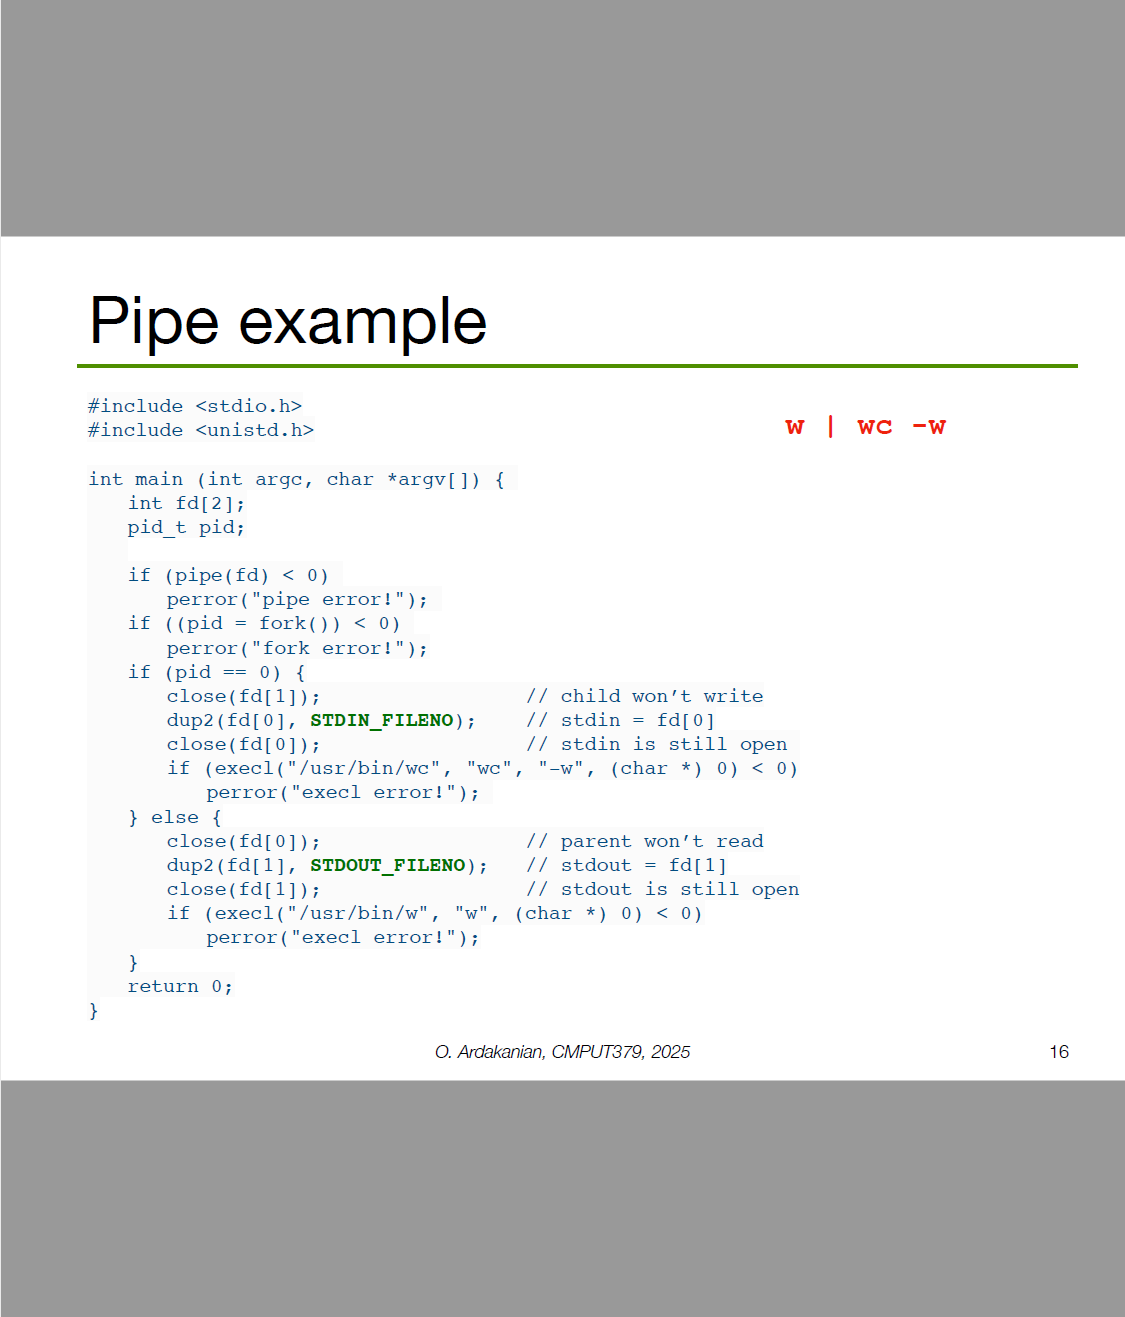 Pipe example
#include <stdio.h>
#include <unistd.h>
w | wc -w
int main (int argc, char *argv[]) {
int fd[2];
pid_t pid;
if (pipe(fd) < 0)
perror("pipe error!");
if ((pid = fork()) < 0)
perror("fork error!");
if (pid == 0) {
close(fd[1]); // child won’t write
dup2(fd[0], STDIN_FILENO); // stdin = fd[0]
close(fd[0]); // stdin is still open
if (execl("/usr/bin/wc", "wc", "-w", (char *) 0) < 0)
perror("execl error!");
} else {
close(fd[0]); // parent won’t read
dup2(fd[1], STDOUT_FILENO); // stdout = fd[1]
close(fd[1]); // stdout is still open
if (execl("/usr/bin/w", "w", (char *) 0) < 0)
perror("execl error!");
}
return 0;
}
O. Ardakanian, CMPUT379, 2025
16